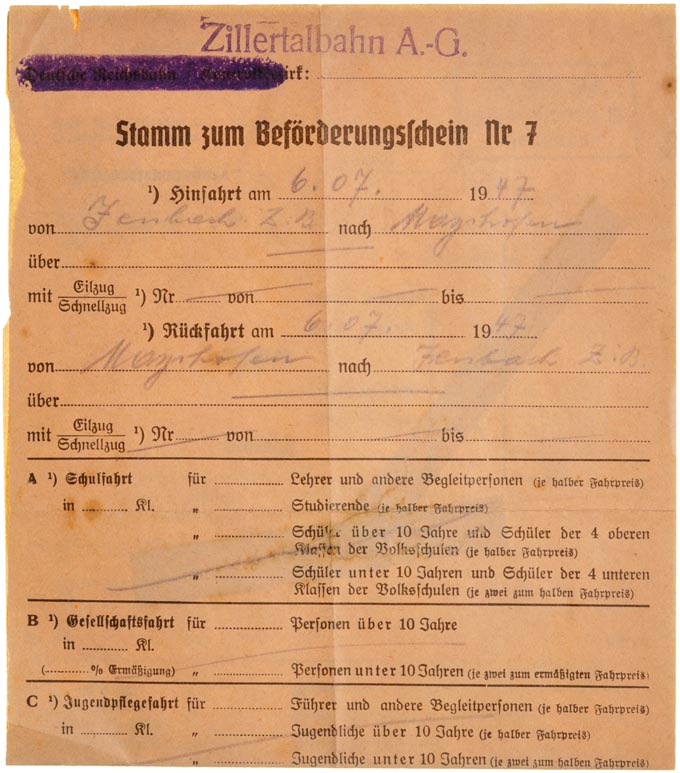 Zillertalbahn A.-G.
Deutsche Reichsbahn
Stamm zum Beförderungsschein Nr 7
¹) Hinfahrt am 6.07. 1947
von Jenbach Z.B nach Mayrhofen
über
mit Eilzug/Schnellzug ¹) Nr von bis
¹) Rückfahrt am 6.07. 1947
von Mayrhofen nach Jenbach Z.B.
über
mit Eilzug/Schnellzug ¹) Nr von bis
A ¹) Schulfahrt für Lehrer und andere Begleitpersonen (je halber Fahrpreis)
in Kl. „ Studierende (je halber Fahrpreis)
„ Schüler über 10 Jahre und Schüler der 4 oberen
Klassen der Volksschulen (je halber Fahrpreis)
„ Schüler unter 10 Jahren und Schüler der 4 unteren
Klassen der Volksschulen (je zwei zum halben Fahrpreis)
B ¹) Gesellschaftsfahrt für Personen über 10 Jahre
in Kl.
( % Ermäßigung) „ Personen unter 10 Jahren (je zwei zum ermäßigten Fahrpreis)
C ¹) Jugendpflegefahrt für Führer und andere Begleitpersonen (je halber Fahrpreis)
in Kl. „ Jugendliche über 10 Jahre (je halber Fahrpreis)
„ Jugendliche unter 10 Jahren (je zwei zum halben Fahrpreis)